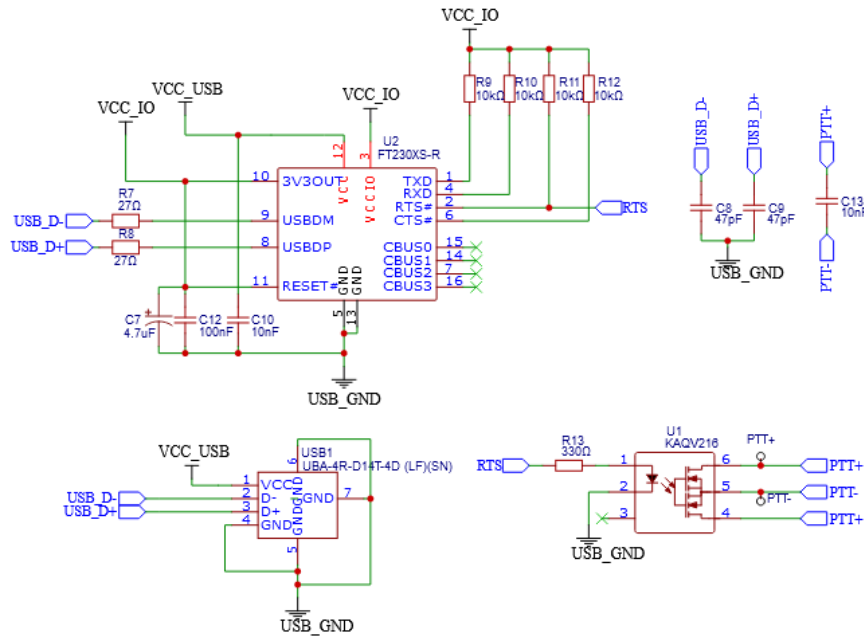 VCC_IO
VCC_USB
VCC_IO
VCC_IO
U2
FT230XS-R
12
3
VCC
VCCIO
10
3V3OUT
R7
27Ω
USB_D-
9
USBDM
USB_D+
8
USBDP
R8
27Ω
11
RESET#
GND
GND
5
13
TXD
1
RXD
4
RTS#
2
CTS#
6
CBUS0
15
CBUS1
14
CBUS2
7
CBUS3
16
R9
10kΩ
R10
10kΩ
R11
10kΩ
R12
10kΩ
RTS
C7
4.7uF
C12
100nF
C10
10nF
USB_GND
USB_D-
USB_D+
C8
47pF
C9
47pF
USB_GND
PTT+
C13
10nF
PTT-
VCC_USB
USB1
UBA-4R-D14T-4D (LF)(SN)
6
1
VCC
USB_D-
2
D-
USB_D+
3
D+
4
GND
GND
GND
GND
7
5
USB_GND
U1
KAQV216
RTS
R13
330Ω
1
2
3
6
5
4
PTT+
PTT+
PTT-
PTT-
PTT+
USB_GND